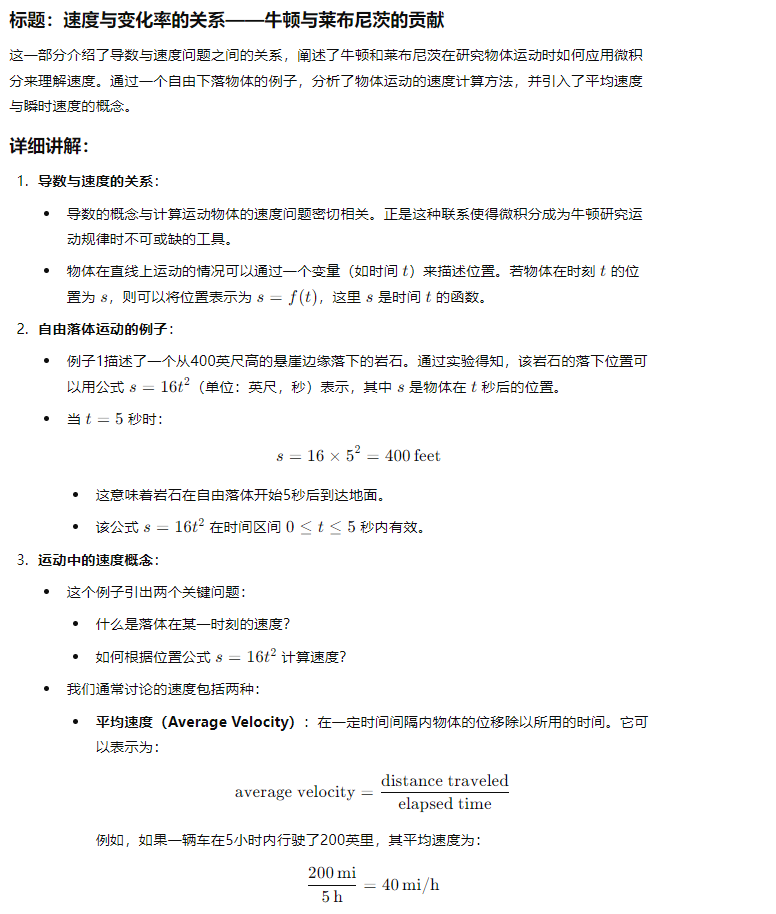 标题：速度与变化率的关系——牛顿与莱布尼茨的贡献
这一部分介绍了导数与速度问题之间的关系，阐述了牛顿和莱布尼茨在研究物体运动时如何应用微积
分来理解速度。通过一个自由下落物体的例子，分析了物体运动的速度计算方法，并引入了平均速度
与瞬时速度的概念。
详细讲解：
1. 导数与速度的关系：
• 导数的概念与计算运动物体的速度问题密切相关。正是这种联系使得微积分成为牛顿研究运
动规律时不可或缺的工具。
• 物体在直线上运动的情况可以通过一个变量（如时间 t）来描述位置。若物体在时刻 t 的位
置为 s，则可以将位置表示为 s = f(t)，这里 s 是时间 t 的函数。
2. 自由落体运动的例子：
• 例子1描述了一个从400英尺高的悬崖边缘落下的岩石。通过实验得知，该岩石的落下位置可
以用公式 s = 16t²（单位：英尺，秒）表示，其中 s 是物体在 t 秒后的位置。
• 当 t = 5 秒时：
s = 16 × 5² = 400 feet
• 这意味着岩石在自由落体开始5秒后到达地面。
• 该公式 s = 16t² 在时间区间 0 ≤ t ≤ 5 秒内有效。
3. 运动中的速度概念：
• 这个例子引出两个关键问题：
• 什么是落体在某一时刻的速度？
• 如何根据位置公式 s = 16t² 计算速度？
• 我们通常讨论的速度包括两种：
• 平均速度（Average Velocity）：在一定时间间隔内物体的位移除以所用的时间。它可
以表示为：
average velocity = distance traveled / elapsed time
例如，如果一辆车在5小时内行驶了200英里，其平均速度为：
200 mi / 5 h = 40 mi/h